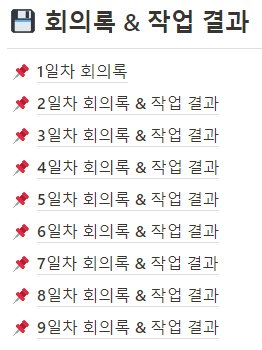 💾 회의록 & 작업 결과
📌 1일차 회의록
📌 2일차 회의록 & 작업 결과
📌 3일차 회의록 & 작업 결과
📌 4일차 회의록 & 작업 결과
📌 5일차 회의록 & 작업 결과
📌 6일차 회의록 & 작업 결과
📌 7일차 회의록 & 작업 결과
📌 8일차 회의록 & 작업 결과
📌 9일차 회의록 & 작업 결과